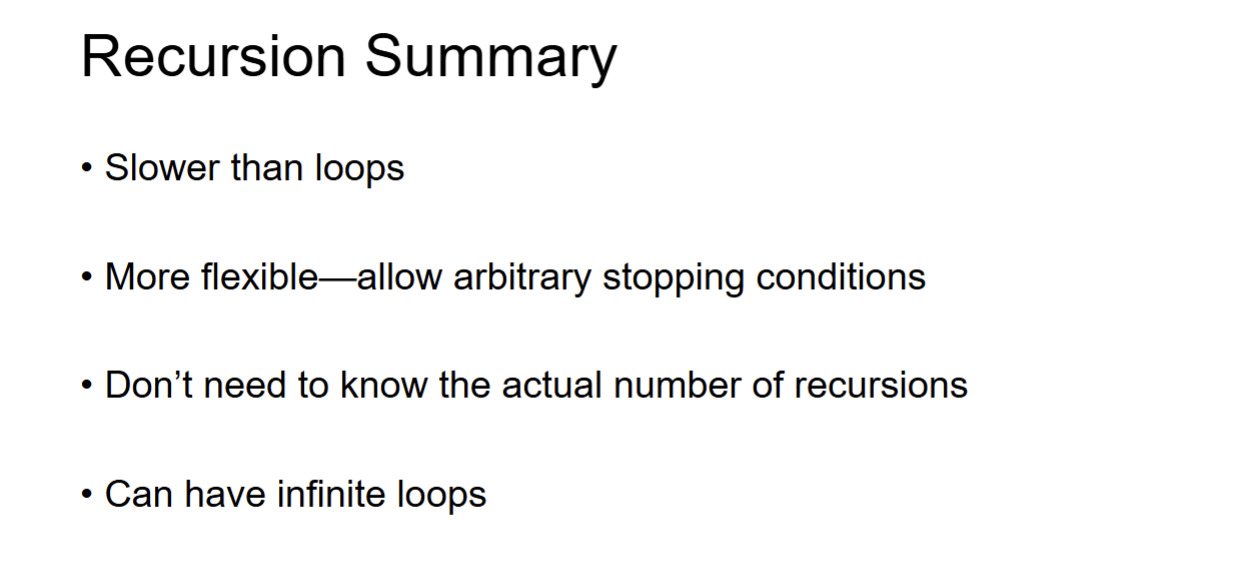 Recursion Summary
• Slower than loops
• More flexible—allow arbitrary stopping conditions
• Don’t need to know the actual number of recursions
• Can have infinite loops